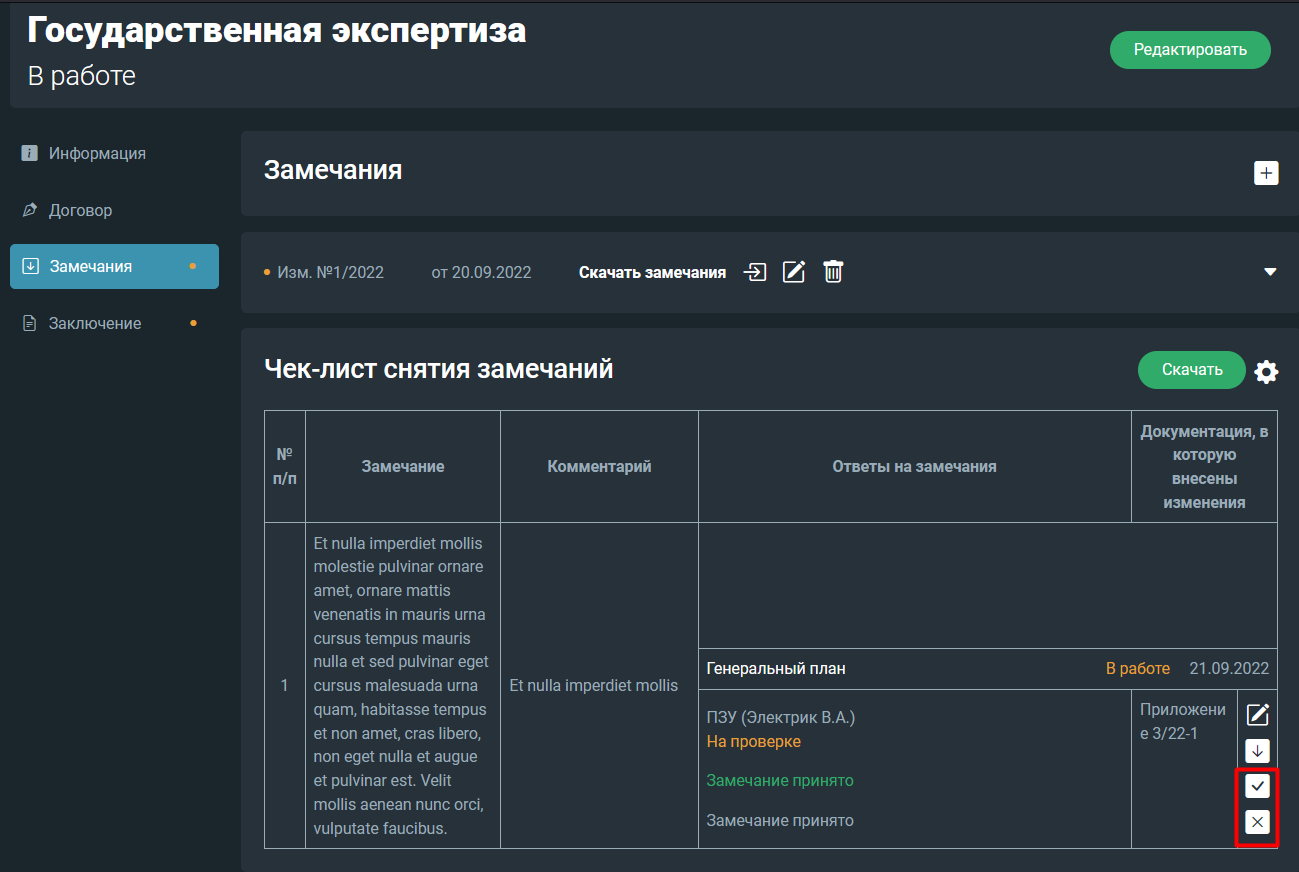 Государственная экспертиза
В работе
Редактировать
Информация
Договор
Замечания
Заключение
Замечания
Изм. №1/2022
от 20.09.2022
Скачать замечания
Чек-лист снятия замечаний
Скачать
№
п/п
Замечание
Комментарий
Ответы на замечания
Документация, в
которую
внесены
изменения
1
Et nulla imperdiet mollis
molestie pulvinar ornare
amet, ornare mattis
venenatis in mauris urna
cursus tempus mauris
nulla et sed pulvinar eget
cursus malesuada urna
quam, habitasse tempus
et non amet, cras libero,
non eget nulla et augue
et pulvinar est. Velit
mollis aenean nunc orci,
vulputate faucibus.
Et nulla imperdiet mollis
Генеральный план
В работе
21.09.2022
ПЗУ (Электрик В.А.)
На проверке
Замечание принято
Замечание принято
Приложени
е 3/22-1